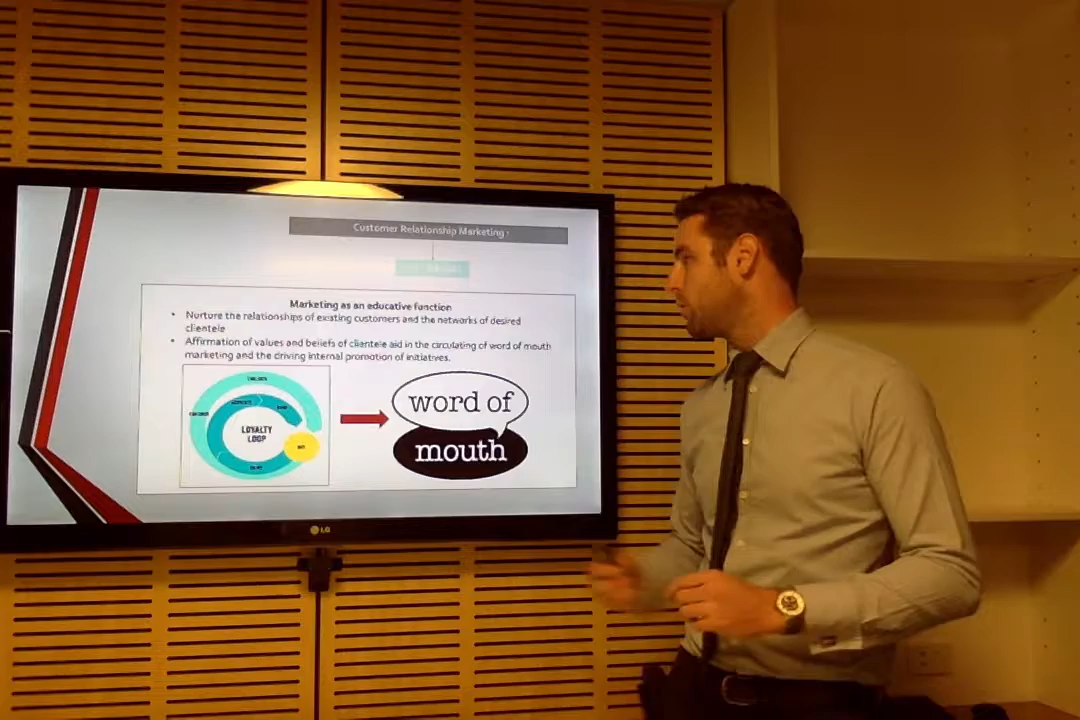 Customer Relationship Marketing
Marketing as an educative function
• Nurture the relationships of existing customers and the networks of desired
clientele
• Affirmation of values and beliefs of clientele aid in the circulating of word of mouth
marketing and the driving internal promotion of initiatives.
LOYALTY
LOOP
word of
mouth
LG